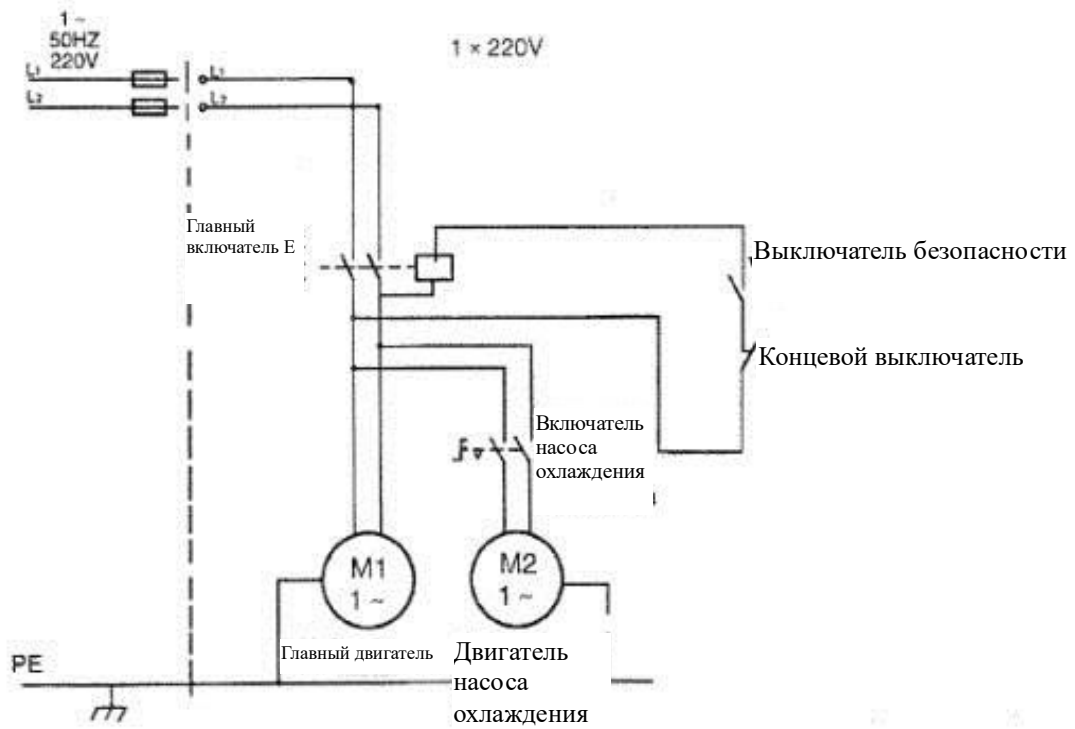 1 ~
50HZ
220V
1 × 220V
L1
L1
L2
L2
Главный
включатель E
Выключатель безопасности
Концевой выключатель
Включатель
насоса
охлаждения
M1
1 ~
M2
1 ~
Главный двигатель
Двигатель
насоса
охлаждения
PE